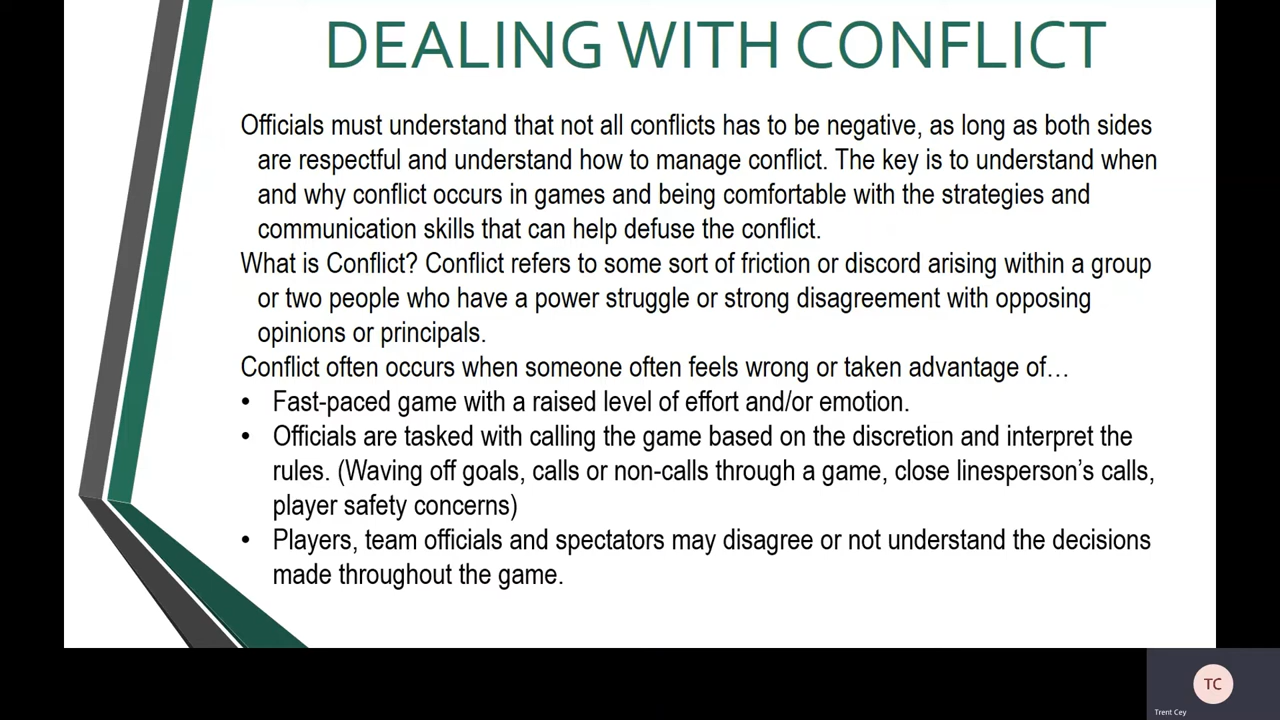 DEALING WITH CONFLICT
Officials must understand that not all conflicts has to be negative, as long as both sides
are respectful and understand how to manage conflict. The key is to understand when
and why conflict occurs in games and being comfortable with the strategies and
communication skills that can help defuse the conflict.
What is Conflict? Conflict refers to some sort of friction or discord arising within a group
or two people who have a power struggle or strong disagreement with opposing
opinions or principals.
Conflict often occurs when someone often feels wrong or taken advantage of…
• Fast-paced game with a raised level of effort and/or emotion.
• Officials are tasked with calling the game based on the discretion and interpret the
rules. (Waving off goals, calls or non-calls through a game, close linesperson's calls,
player safety concerns)
• Players, team officials and spectators may disagree or not understand the decisions
made throughout the game.
TC
Trent Cey